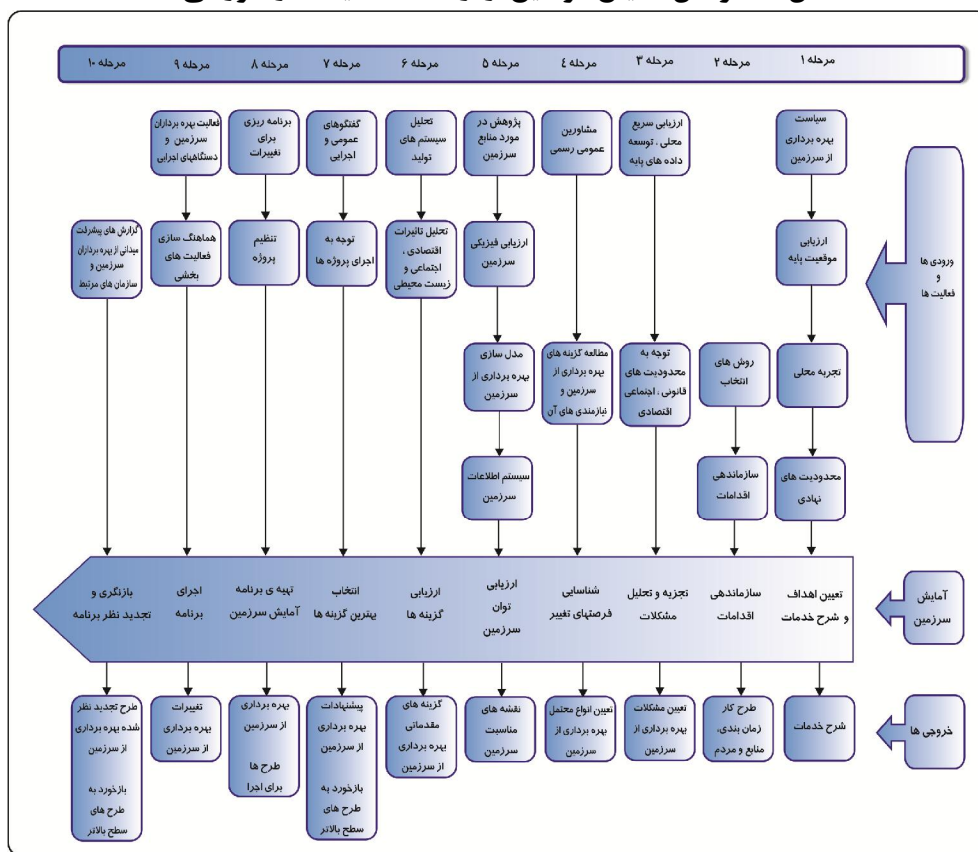 مرحله ۱
مرحله ۲
مرحله ۳
مرحله ۴
مرحله ۵
مرحله ۶
مرحله ۷
مرحله ۸
مرحله ۹
مرحله ۱۰
ورودی ها
و
فعالیت ها
سیاست
بهره برداری
از سرزمین
ارزیابی
موقعیت پایه
تجربه محلی
محدودیت های
نهادی
روش های
انتخاب
سازماندهی
اقدامات
ارزیابی سریع
محلی ، توسعه
داده های پایه
توجه به
محدودیت های
قانونی ، اجتماعی
اقتصادی
مشاورین
عمومی رسمی
مطالعه گزینه های
بهره برداری از
سرزمین و
نیازمندی های آن
پژوهش در
مورد منابع
سرزمین
ارزیابی فیزیکی
سرزمین
مدل سازی
بهره برداری از
سرزمین
سیستم اطلاعات
سرزمین
تحلیل
سیستم های
تولید
تحلیل تاثیرات
اقتصادی ،
اجتماعی و
زیست محیطی
گفتگوهای
عمومی و
اجرایی
توجه به
اجرای پروژه ها
برنامه ریزی
برای
تغییرات
تنظیم
پروژه
فعالیت بهره برداران
سرزمین و
دستگاههای اجرایی
هماهنگ سازی
فعالیت های
بخشی
گزارش های پیشرفت
میدانی از بهره برداران
سرزمین و
سازمان های مرتبط
آمایش
سرزمین
تعیین اهداف
و شرح خدمات
سازماندهی
اقدامات
تجزیه و تحلیل
مشکلات
شناسایی
فرصتهای تغییر
ارزیابی
توان
سرزمین
ارزیابی
گزینه ها
انتخاب
بهترین گزینه ها
تهیه ی برنامه
آمایش سرزمین
اجرای
برنامه
بازنگری و
تجدید نظر برنامه
خروجی ها
شرح خدمات
طرح کار
زمان بندی،
منابع و مردم
تعیین مشکلات
بهره برداری از
سرزمین
تعیین انواع محتمل
بهره برداری از
سرزمین
نقشه های
مناسبت
سرزمین
گزینه های
مقدماتی
بهره برداری
از سرزمین
پیشنهادات
بهره برداری
از سرزمین
بازخورد به
طرح های
سطح بالاتر
بهره برداری
از سرزمین
طرح ها
برای اجرا
تغییرات
بهره برداری
از سرزمین
طرح تجدید نظر
شده بهره برداری
از سرزمین
بازخورد به
طرح های
سطح بالاتر